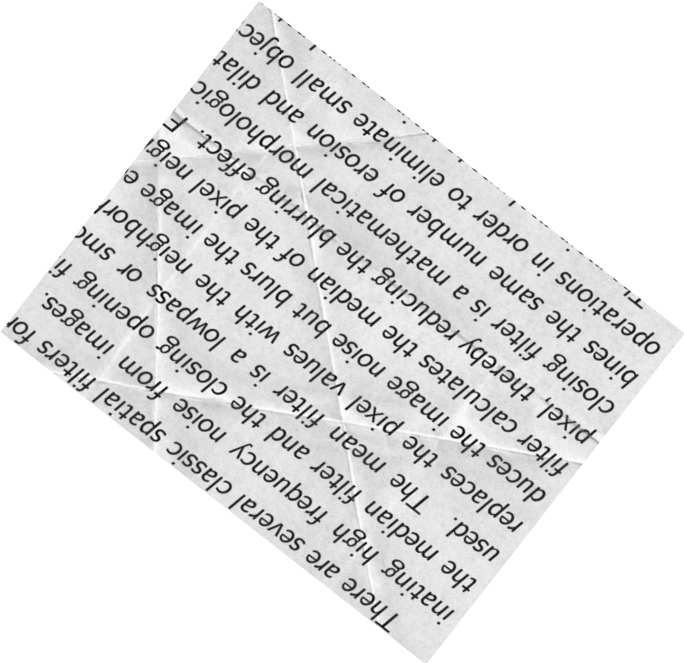 There are several classic spatial filters for
inating high frequency noise from images.
the median filter and the closing opening fi
used. The mean filter is a lowpass or smo
replaces the pixel values with the neighborh
duces the image noise but blurs the image e
filter calculates the median of the pixel neig
pixel, thereby reducing the blurring effect. E
closing filter is a mathematical morphologic
bines the same number of erosion and dilat
operations in order to eliminate small objec